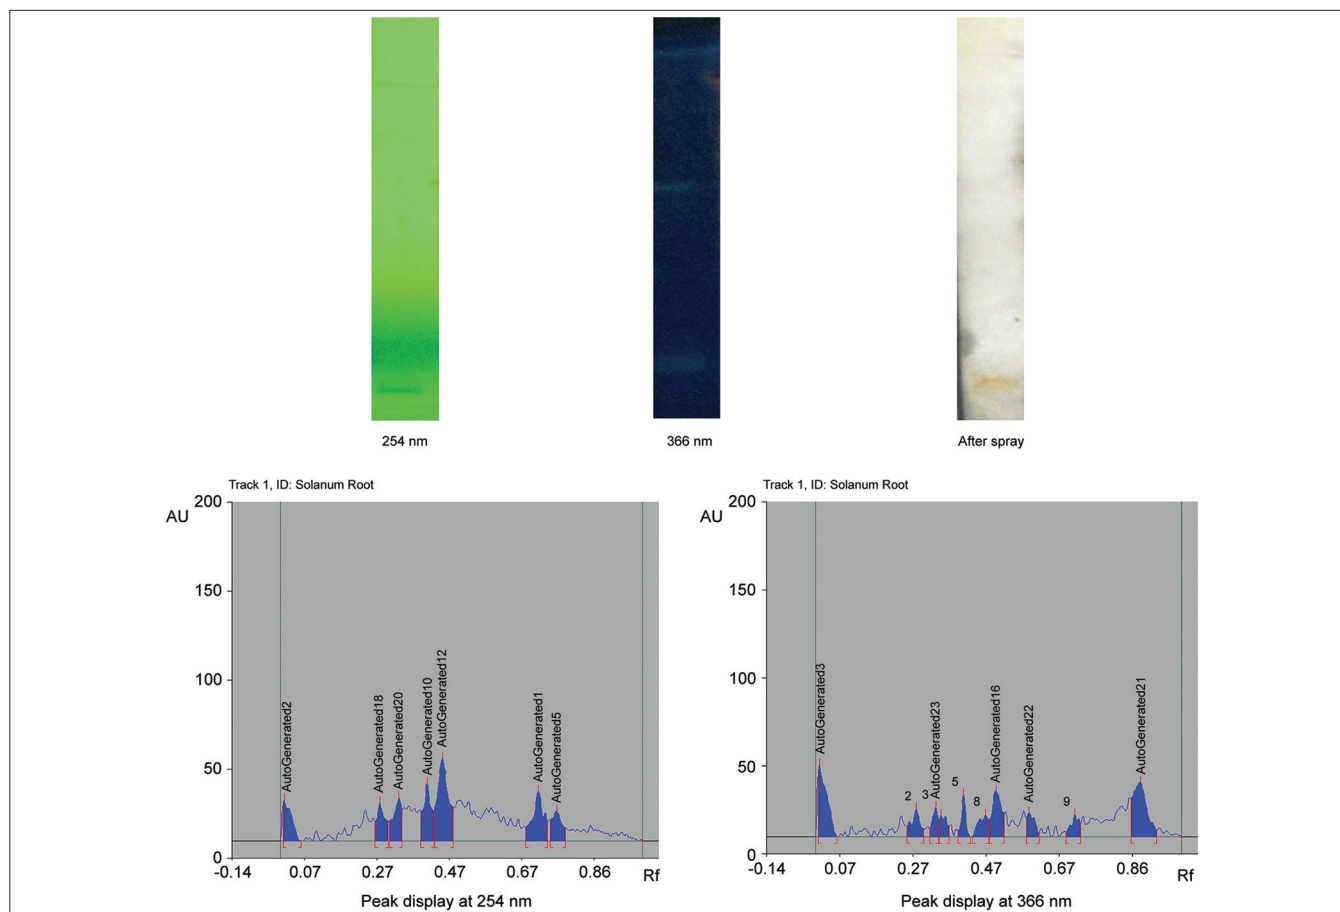 254 nm
366 nm
After spray
Track 1, ID: Solanum Root
200
AU
150
100
50
0
-0.14
0.07
0.27
0.47
0.67
0.86
Rf
AutoGenerated2
AutoGenerated18
AutoGenerated20
AutoGenerated10
AutoGenerated12
AutoGenerated1
AutoGenerated5
Peak display at 254 nm
Track 1, ID: Solanum Root
200
AU
150
100
50
0
-0.14
0.07
0.27
0.47
0.67
0.86
Rf
AutoGenerated3
2
3
AutoGenerated23
5
8
AutoGenerated16
AutoGenerated22
9
AutoGenerated21
Peak display at 366 nm